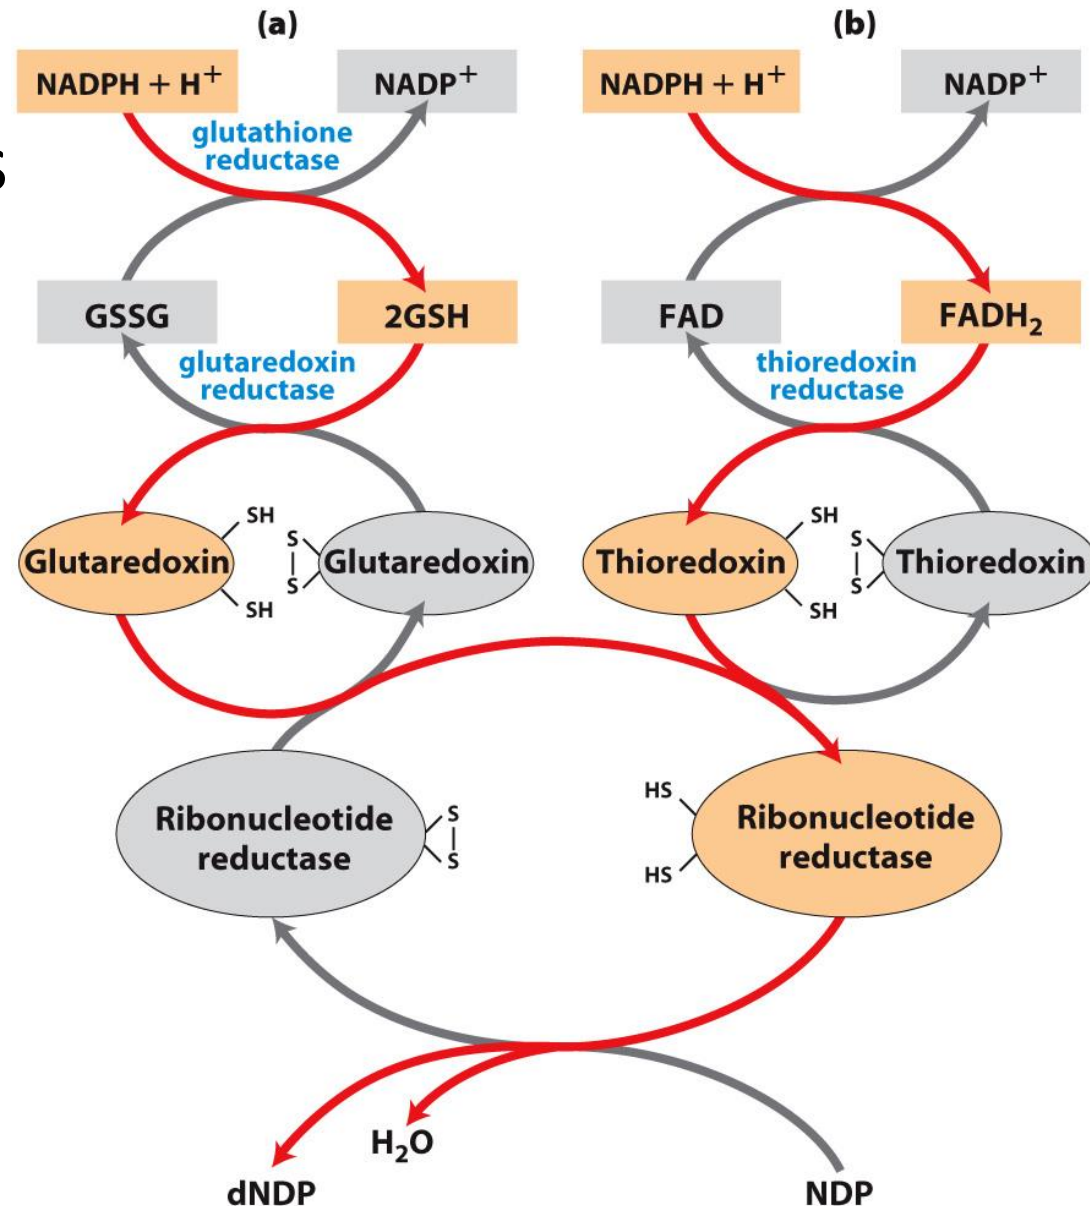 (a)
(b)
NADPH + H⁺
NADP⁺
NADPH + H⁺
NADP⁺
glutathione
reductase
S
GSSG
2GSH
FAD
FADH₂
glutaredoxin
reductase
thioredoxin
reductase
Glutaredoxin
SH
SH
S
S
Glutaredoxin
Thioredoxin
SH
SH
S
S
Thioredoxin
Ribonucleotide
reductase
S
S
HS
HS
Ribonucleotide
reductase
H₂O
dNDP
NDP